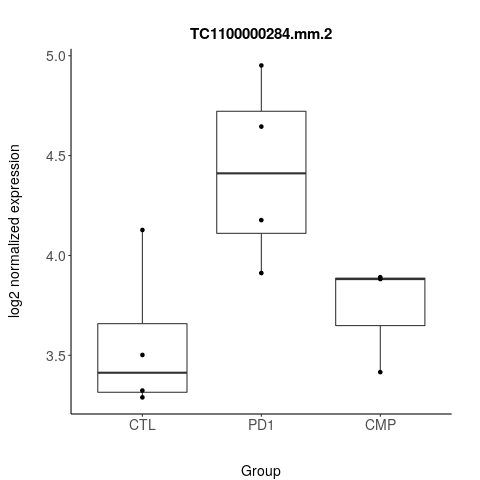 TC1100000284.mm.2
log2 normalized expression
5.0
4.5
4.0
3.5
CTL PD1 CMP
Group